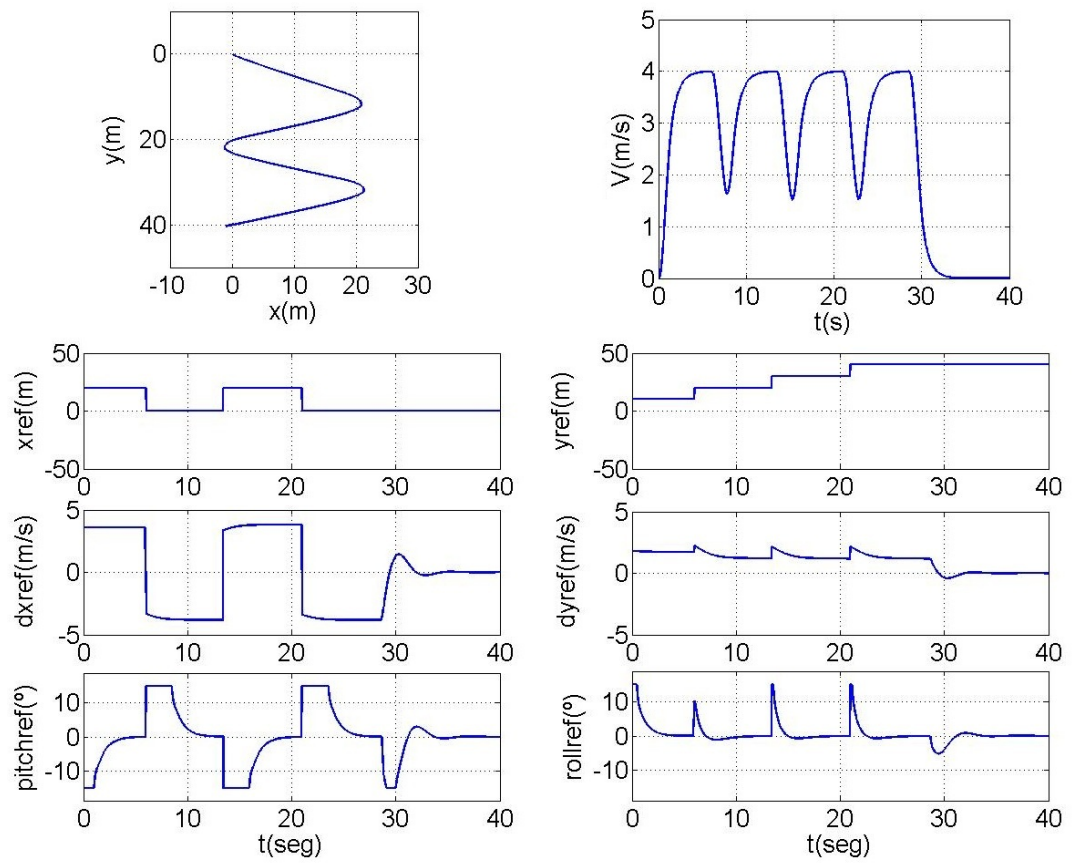 0
20
40
y(m)
-10 0 10 20 30
x(m)
5
4
3
2
1
0
V(m/s)
0 10 20 30 40
t(s)
50
0
-50
xref(m)
0 10 20 30 40
50
0
-50
yref(m)
0 10 20 30 40
5
0
-5
dxref(m/s)
0 10 20 30 40
5
0
-5
dyref(m/s)
0 10 20 30 40
10
0
-10
pitchref(º)
0 10 20 30 40
t(seg)
10
0
-10
rollref(º)
0 10 20 30 40
t(seg)